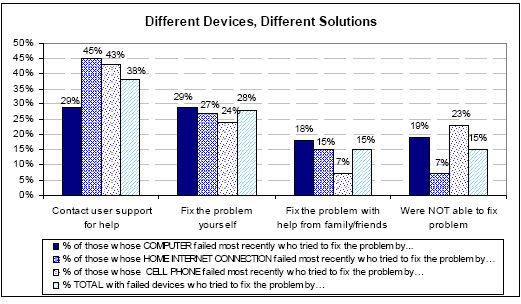 Different Devices, Different Solutions
50%
45%
40%
35%
30%
25%
20%
15%
10%
5%
0%
29% 45% 43% 38%
29% 27% 24% 28%
18% 15% 7% 15%
19% 7% 23% 15%
Contact user support
for help
Fix the problem
yourself
Fix the problem with
help from family/friends
Were NOT able to fix
problem
% of those whose COMPUTER failed most recently who tried to fix the problem by...
% of those whose HOME INTERNET CONNECTION failed most recently who tried to fix the problem by…
% of those whose CELL PHONE failed most recently who tried to fix the problem by…
% TOTAL with failed devices who tried to fix the problem by…